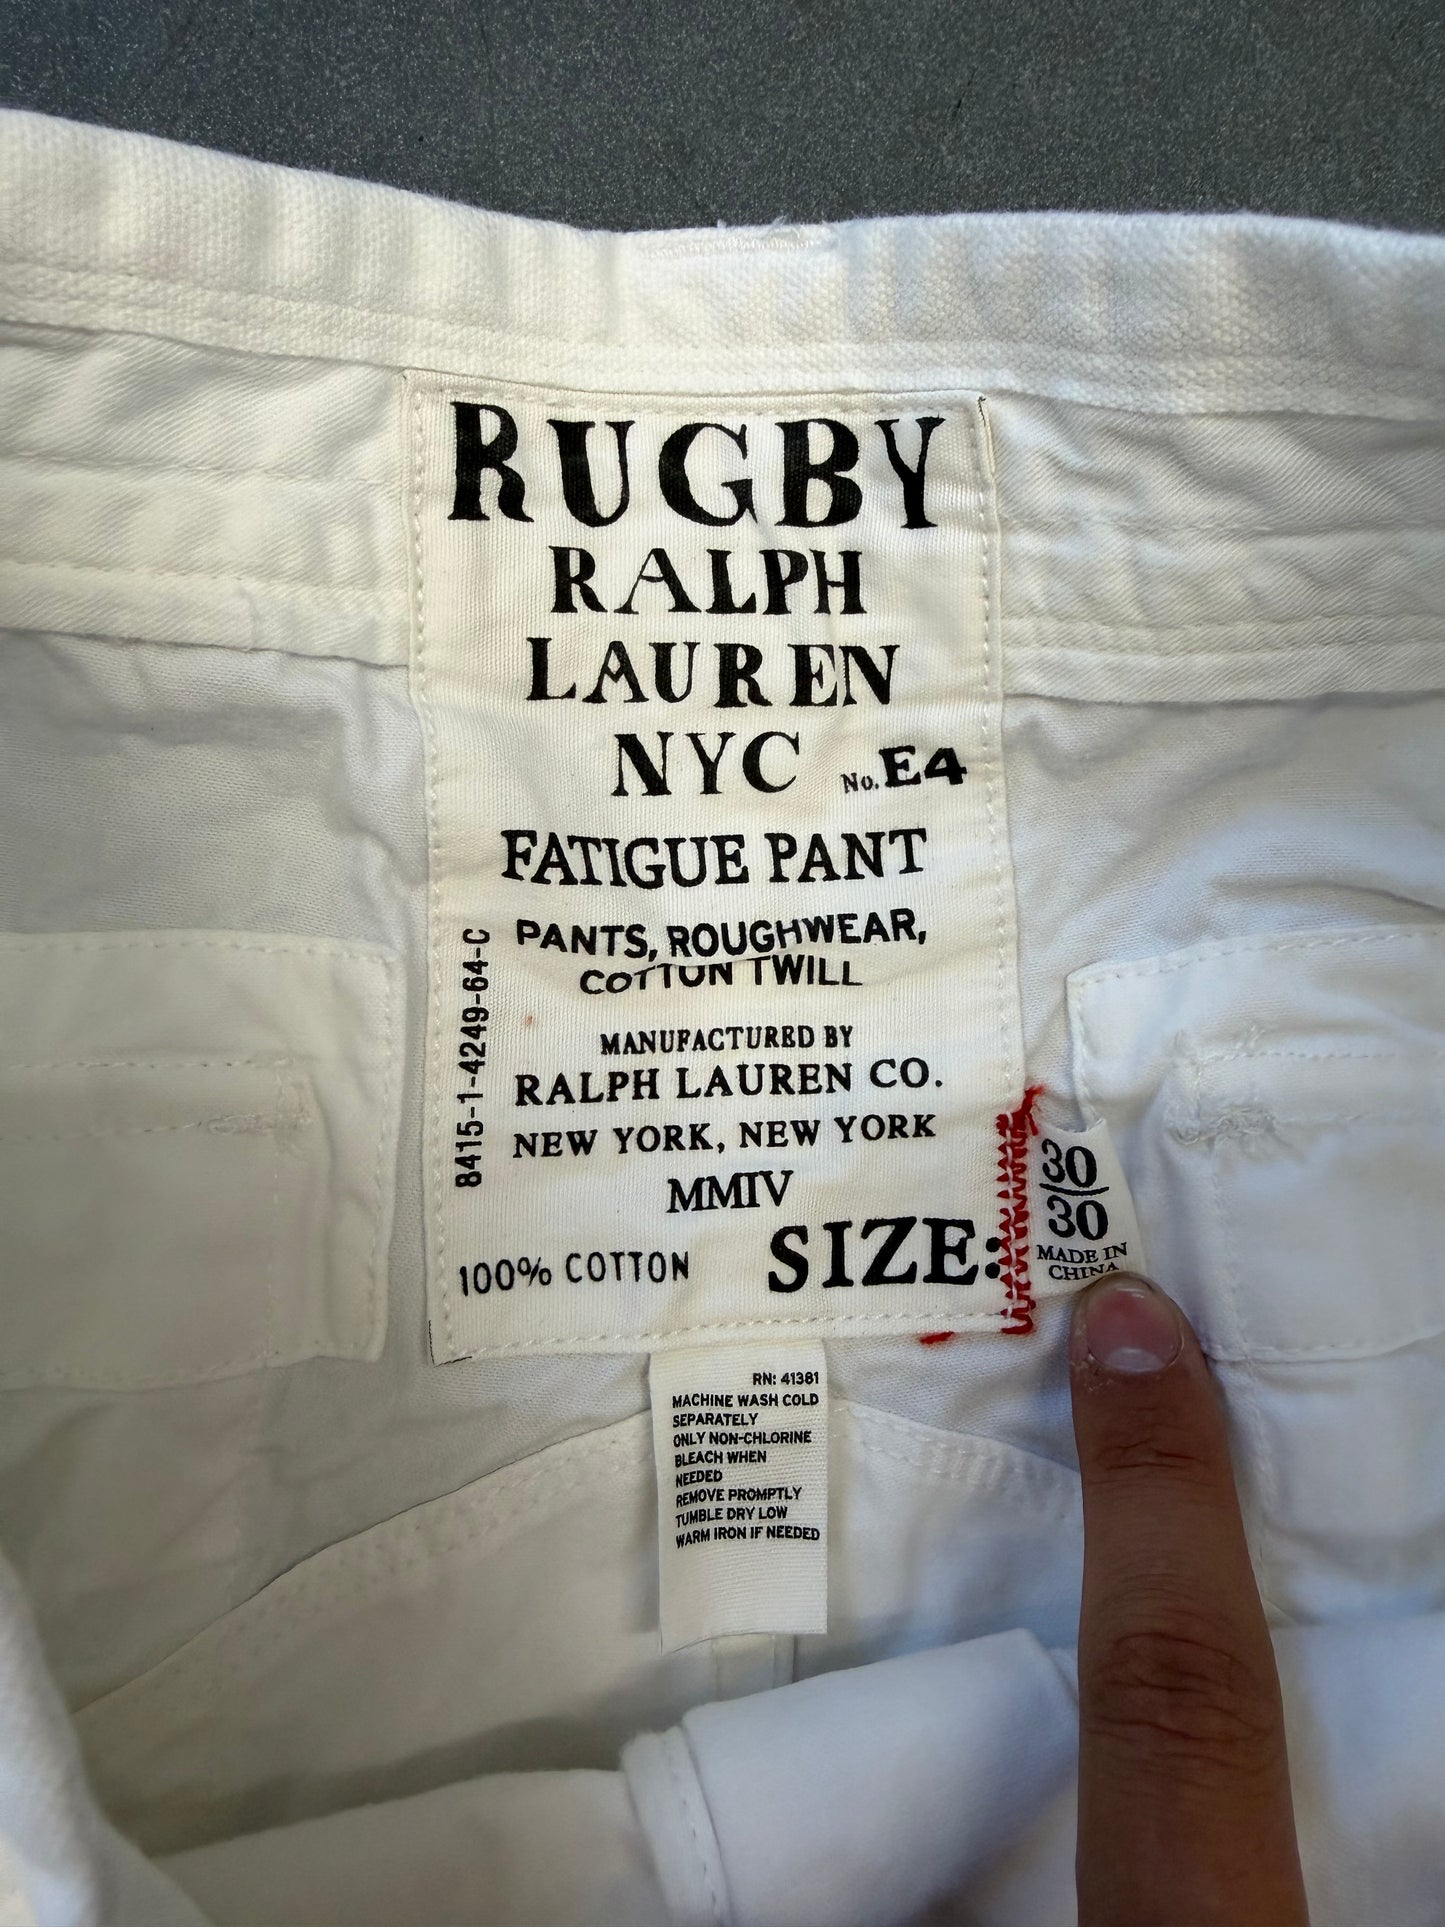 RUGBY
RALPH
LAUREN
NYC No. E4
FATIGUE PANT
PANTS, ROUGHWEAR,
COTTON TWILL
8415-1-4249-64-C
MANUFACTURED BY
RALPH LAUREN CO.
NEW YORK, NEW YORK
MMIV
100% COTTON SIZE:
30
30
MADE IN
CHINA
RN: 41381
MACHINE WASH COLD
SEPARATELY
ONLY NON-CHLORINE
BLEACH WHEN
NEEDED
REMOVE PROMPTLY
TUMBLE DRY LOW
WARM IRON IF NEEDED